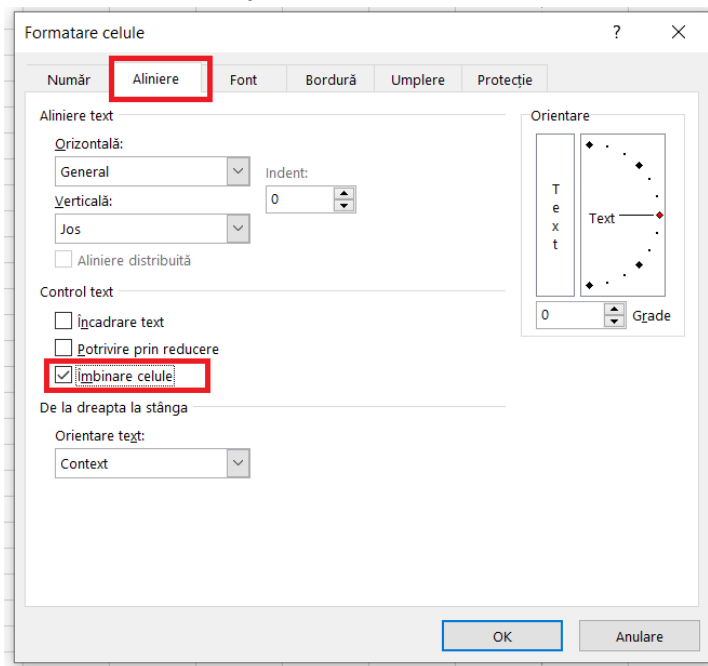 Formatare celule ? ×
Număr Aliniere Font Bordură Umplere Protecție
Aliniere text
Orizontală:
General
Indent:
0
Verticală:
Jos
Aliniere distribuită
Control text
Încadrare text
Potrivire prin reducere
Îmbinare celule
De la dreapta la stânga
Orientare text:
Context
Orientare
Text
Text
0 Grade
OK Anulare